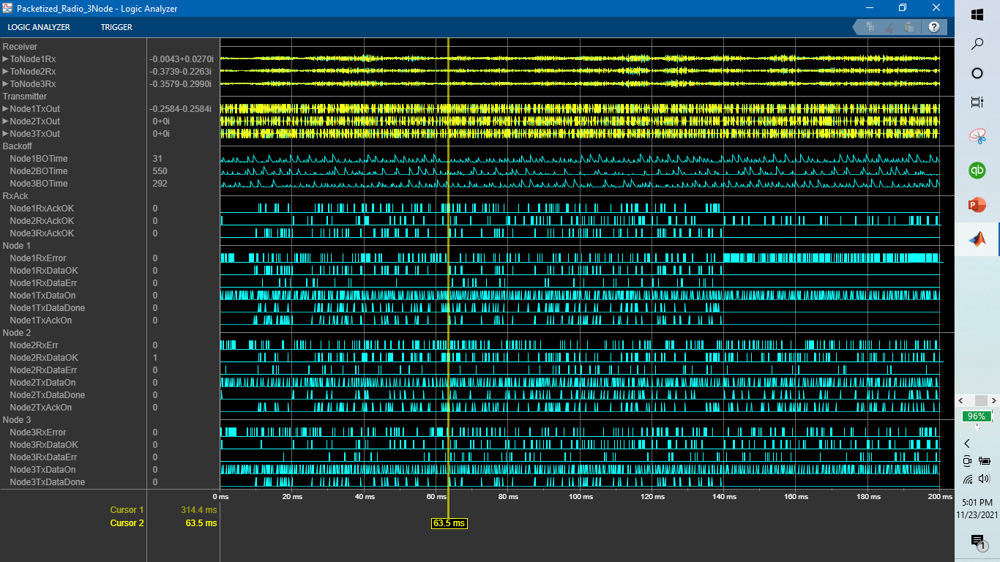 Packetized_Radio_3Node - Logic Analyzer
LOGIC ANALYZER TRIGGER
Receiver
ToNode1Rx -0.0043+0.0270i
ToNode2Rx -0.3739-0.2263i
ToNode3Rx -0.3579-0.2990i
Transmitter
Node1TxOut -0.2584-0.2584i
Node2TxOut 0+0i
Node3TxOut 0+0i
Backoff
Node1BOTime 31
Node2BOTime 550
Node3BOTime 292
RxAck
Node1RxAckOK 0
Node2RxAckOK 0
Node3RxAckOK 0
Node 1
Node1RxError 0
Node1RxDataOK 0
Node1RxDataErr 0
Node1TxDataOn 0
Node1TxDataDone 0
Node1TxAckOn 0
Node 2
Node2RxErr 0
Node2RxDataOK 1
Node2RxDataErr 0
Node2TxDataOn 0
Node2TxDataDone 0
Node2TxAckOn 0
Node 3
Node3RxError 0
Node3RxDataOK 0
Node3RxDataErr 0
Node3TxDataOn 0
Node3TxDataDone 0
0 ms 20 ms 40 ms 60 ms 80 ms 100 ms 120 ms 140 ms 160 ms 180 ms 200 ms
Cursor 1 314.4 ms
Cursor 2 63.5 ms
63.5 ms
qb
P
96%
5:01 PM
11/23/2021
1